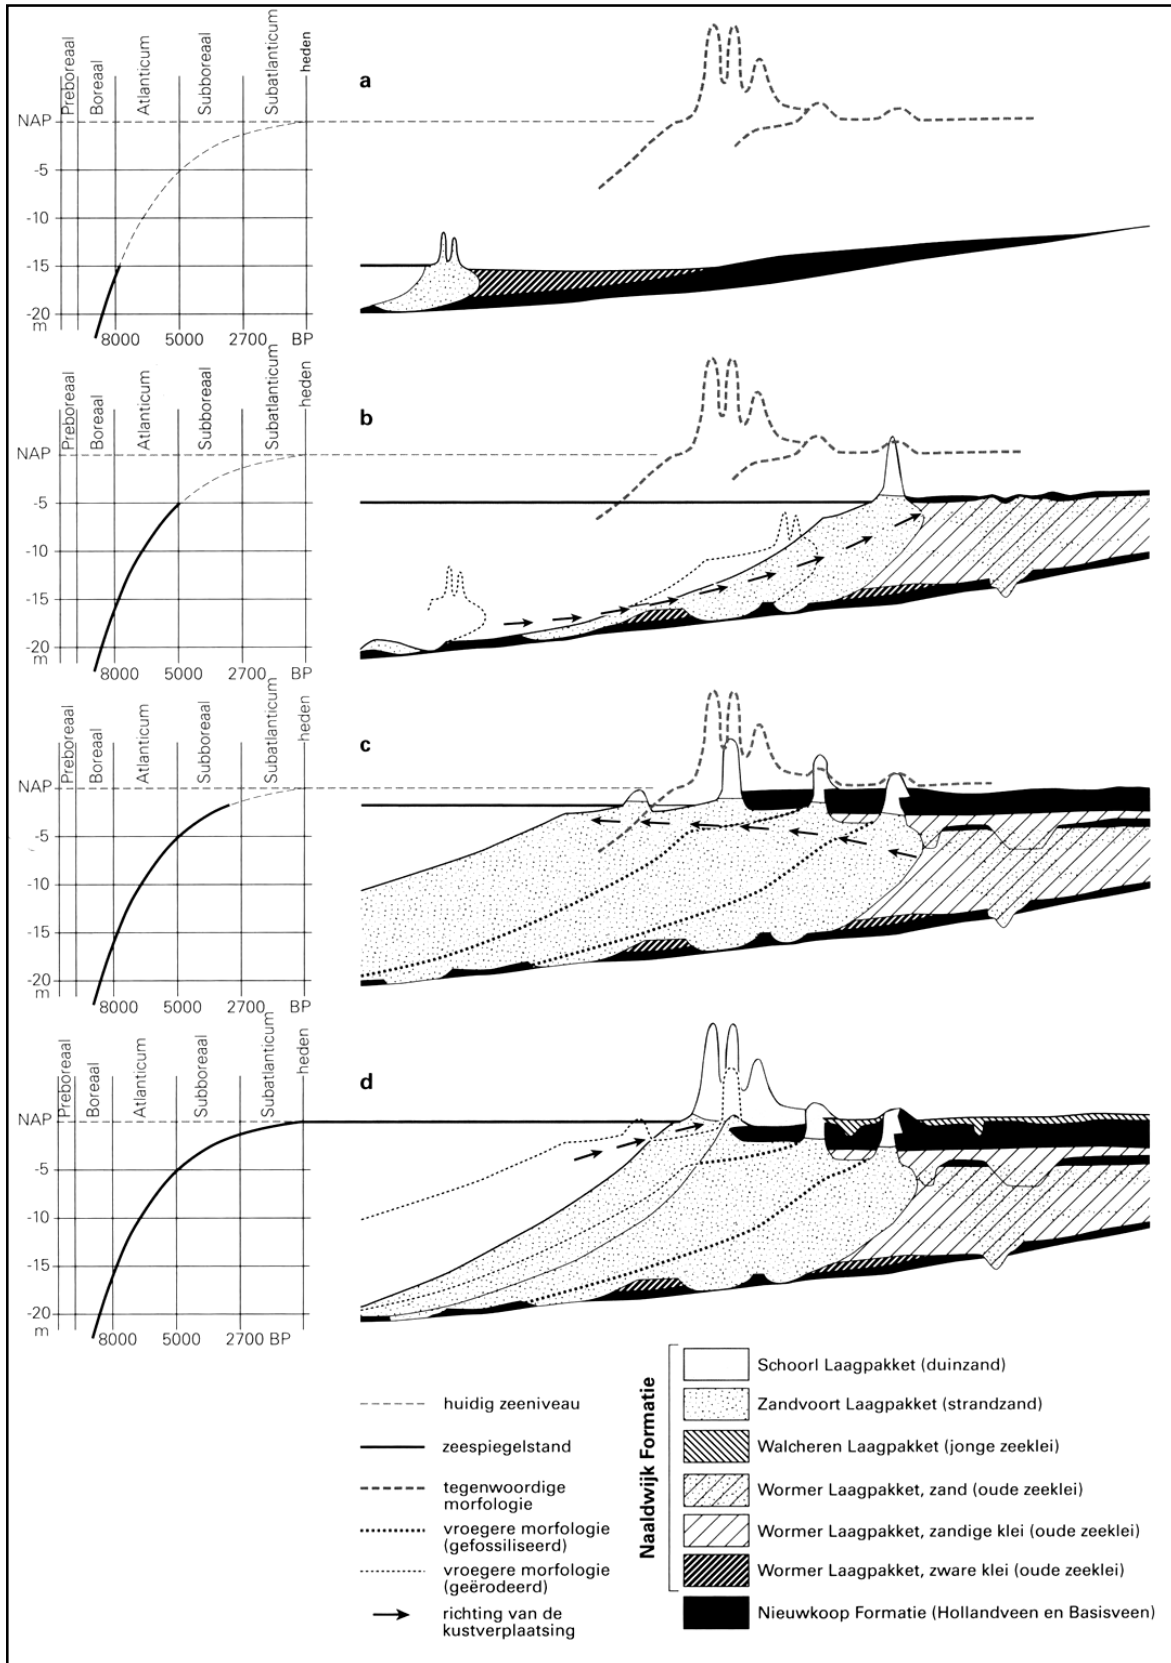 Preboreaal
Boreaal
Atlanticum
Subboreaal
Subatlanticum
heden
a
NAP
-5
-10
-15
-20
m
8000
5000
2700
BP
Preboreaal
Boreaal
Atlanticum
Subboreaal
Subatlanticum
heden
b
NAP
-5
-10
-15
-20
m
8000
5000
2700
BP
Preboreaal
Boreaal
Atlanticum
Subboreaal
Subatlanticum
heden
c
NAP
-5
-10
-15
-20
m
8000
5000
2700
BP
Preboreaal
Boreaal
Atlanticum
Subboreaal
Subatlanticum
heden
d
NAP
-5
-10
-15
-20
m
8000
5000
2700 BP
huidig zeeniveau
zeespiegelstand
tegenwoordige
morfologie
vroegere morfologie
(gefossiliseerd)
vroegere morfologie
(geërodeerd)
richting van de
kustverplaatsing
Naaldwijk Formatie
Schoorl Laagpakket (duinzand)
Zandvoort Laagpakket (strandzand)
Walcheren Laagpakket (jonge zeeklei)
Wormer Laagpakket, zand (oude zeeklei)
Wormer Laagpakket, zandige klei (oude zeeklei)
Wormer Laagpakket, zware klei (oude zeeklei)
Nieuwkoop Formatie (Hollandveen en Basisveen)